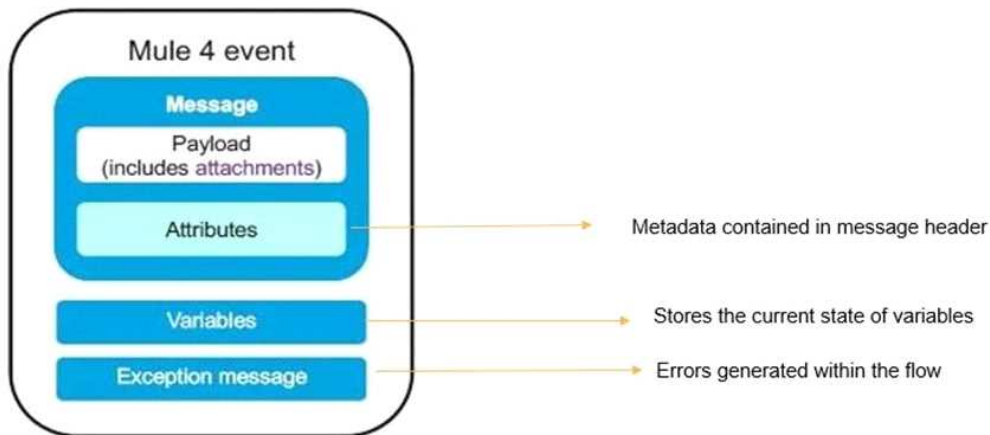 Mule 4 event
Message
Payload
(includes attachments)
Attributes
Metadata contained in message header
Variables
Stores the current state of variables
Exception message
Errors generated within the flow